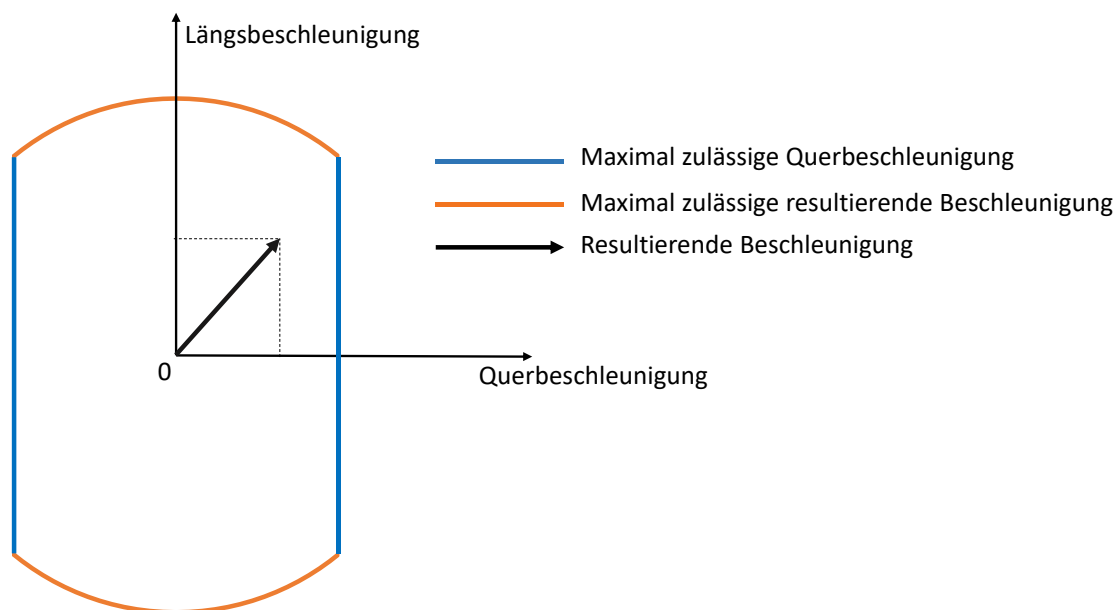 Längsbeschleunigung
Maximal zulässige Querbeschleunigung
Maximal zulässige resultierende Beschleunigung
Resultierende Beschleunigung
0
Querbeschleunigung